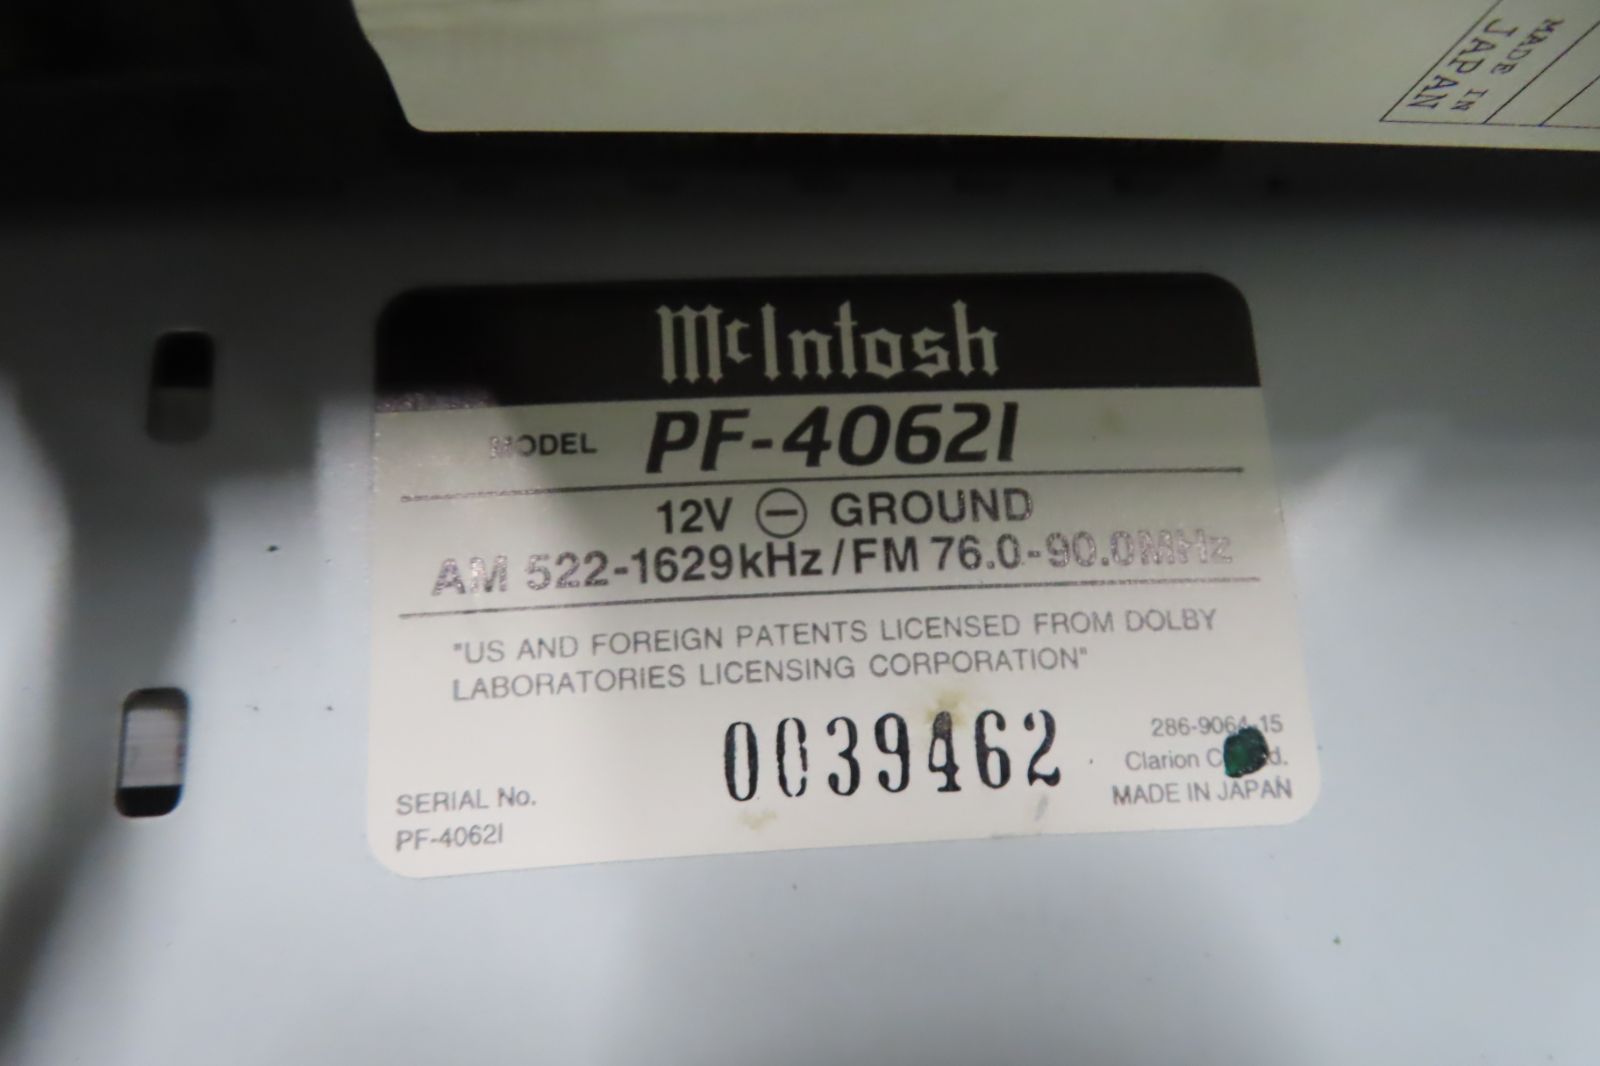 MADE IN
JAPAN
McIntosh
MODEL PF-4062I
12V ⊖ GROUND
AM 522-1629kHz/FM 76.0-90.0MHz
"US AND FOREIGN PATENTS LICENSED FROM DOLBY
LABORATORIES LICENSING CORPORATION"
0039462
286-9064-15
Clarion
MADE IN JAPAN
SERIAL No.
PF-4062I